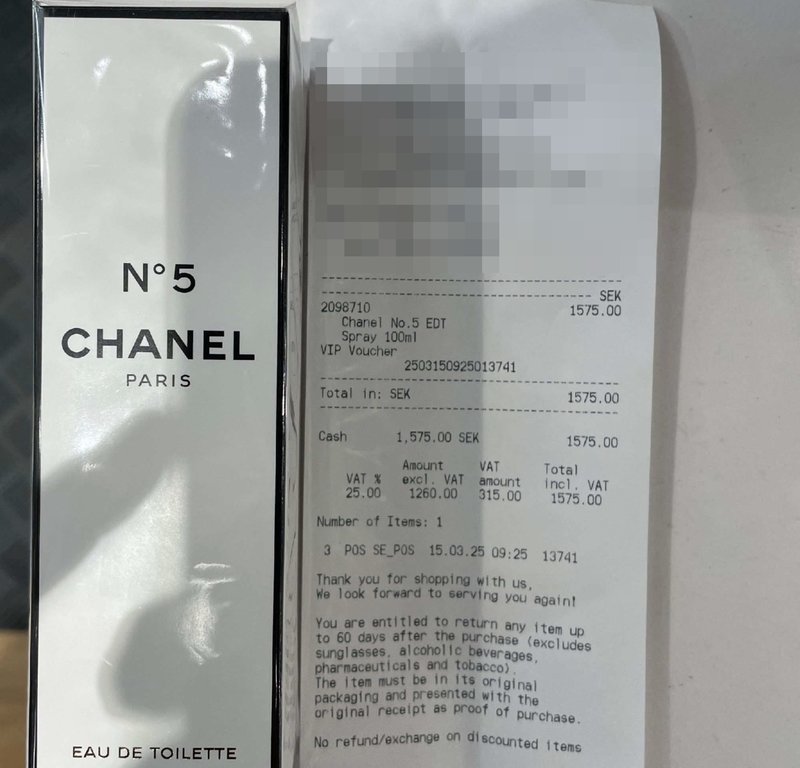 N°5
CHANEL
PARIS
EAU DE TOILETTE
SEK
2098710 1575.00
Chanel No.5 EDT
Spray 100ml
VIP Voucher
2503150925013741
Total in: SEK 1575.00
Cash 1,575.00 SEK 1575.00
Amount VAT Total
VAT % excl. VAT amount incl. VAT
25.00 1260.00 315.00 1575.00
Number of Items: 1
3 POS SE_POS 15.03.25 09:25 13741
Thank you for shopping with us,
We look forward to serving you again!
You are entitled to return any item up
to 60 days after the purchase (excludes
sunglasses, alcoholic beverages,
pharmaceuticals and tobacco).
The item must be in its original
packaging and presented with the
original receipt as proof of purchase.
No refund/exchange on discounted items